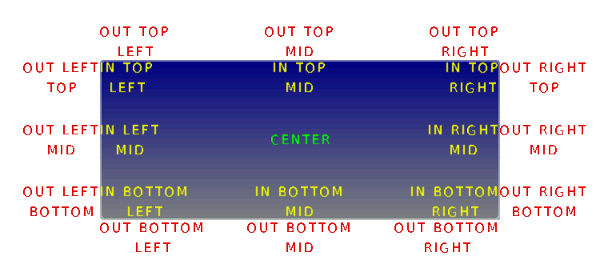 OUT TOP LEFT
OUT TOP MID
OUT TOP RIGHT
OUT LEFT TOP
IN TOP LEFT
IN TOP MID
IN TOP RIGHT
OUT RIGHT TOP
OUT LEFT MID
IN LEFT MID
CENTER
IN RIGHT MID
OUT RIGHT MID
OUT LEFT BOTTOM
IN BOTTOM LEFT
IN BOTTOM MID
IN BOTTOM RIGHT
OUT RIGHT BOTTOM
OUT BOTTOM LEFT
OUT BOTTOM MID
OUT BOTTOM RIGHT